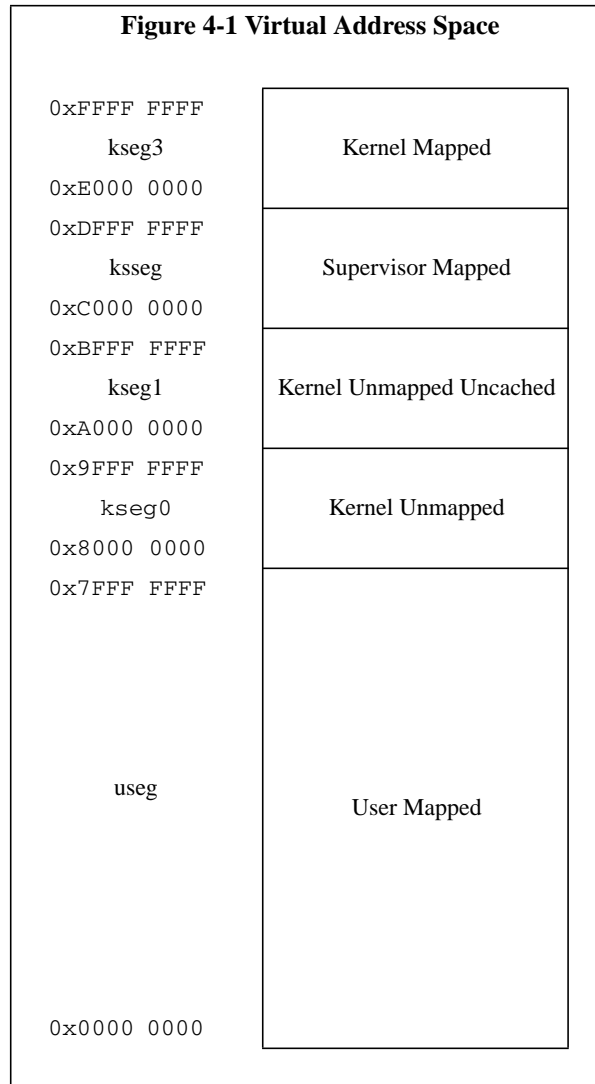 Figure 4-1 Virtual Address Space
0xFFFF FFFF
kseg3
Kernel Mapped
0xE000 0000
0xDFFF FFFF
ksseg
Supervisor Mapped
0xC000 0000
0xBFFF FFFF
kseg1
Kernel Unmapped Uncached
0xA000 0000
0x9FFF FFFF
kseg0
Kernel Unmapped
0x8000 0000
0x7FFF FFFF
useg
User Mapped
0x0000 0000